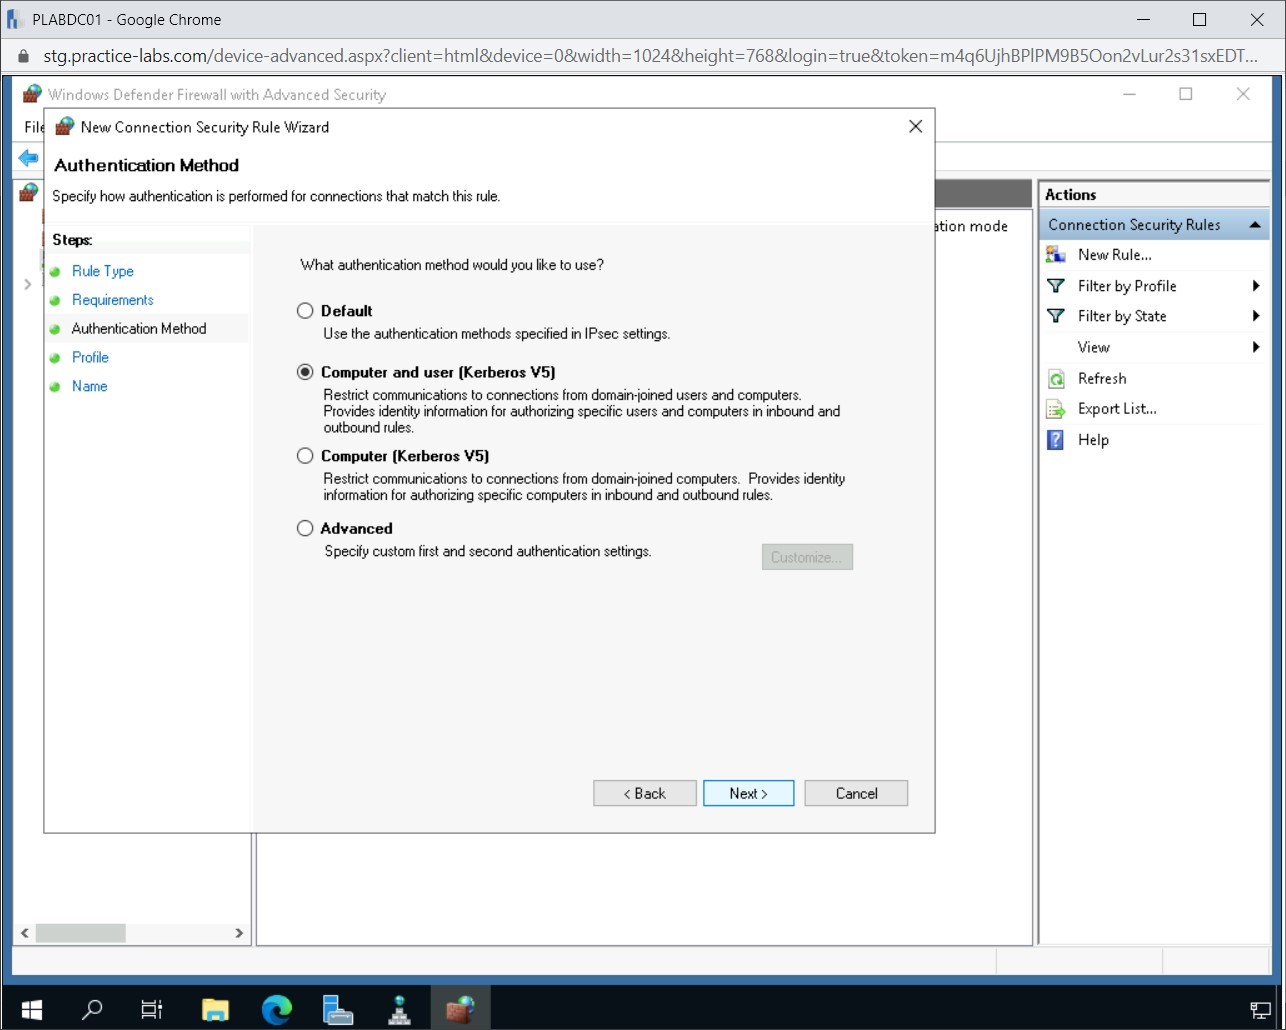 PLABDC01 - Google Chrome
stg.practice-labs.com/device-advanced.aspx?client=html&device=0&width=1024&height=768&login=true&token=m4q6UjhBPlPM9B5Oon2vLur2s31sxEDT...
Windows Defender Firewall with Advanced Security
File
New Connection Security Rule Wizard
Authentication Method
Specify how authentication is performed for connections that match this rule.
Steps:
Rule Type
Requirements
Authentication Method
Profile
Name
What authentication method would you like to use?
Default
Use the authentication methods specified in IPsec settings.
Computer and user (Kerberos V5)
Restrict communications to connections from domain-joined users and computers.
Provides identity information for authorizing specific users and computers in inbound and
outbound rules.
Computer (Kerberos V5)
Restrict communications to connections from domain-joined computers.  Provides identity
information for authorizing specific computers in inbound and outbound rules.
Advanced
Specify custom first and second authentication settings.
Customize...
< Back
Next >
Cancel
ation mode
Actions
Connection Security Rules
New Rule...
Filter by Profile
Filter by State
View
Refresh
Export List...
Help